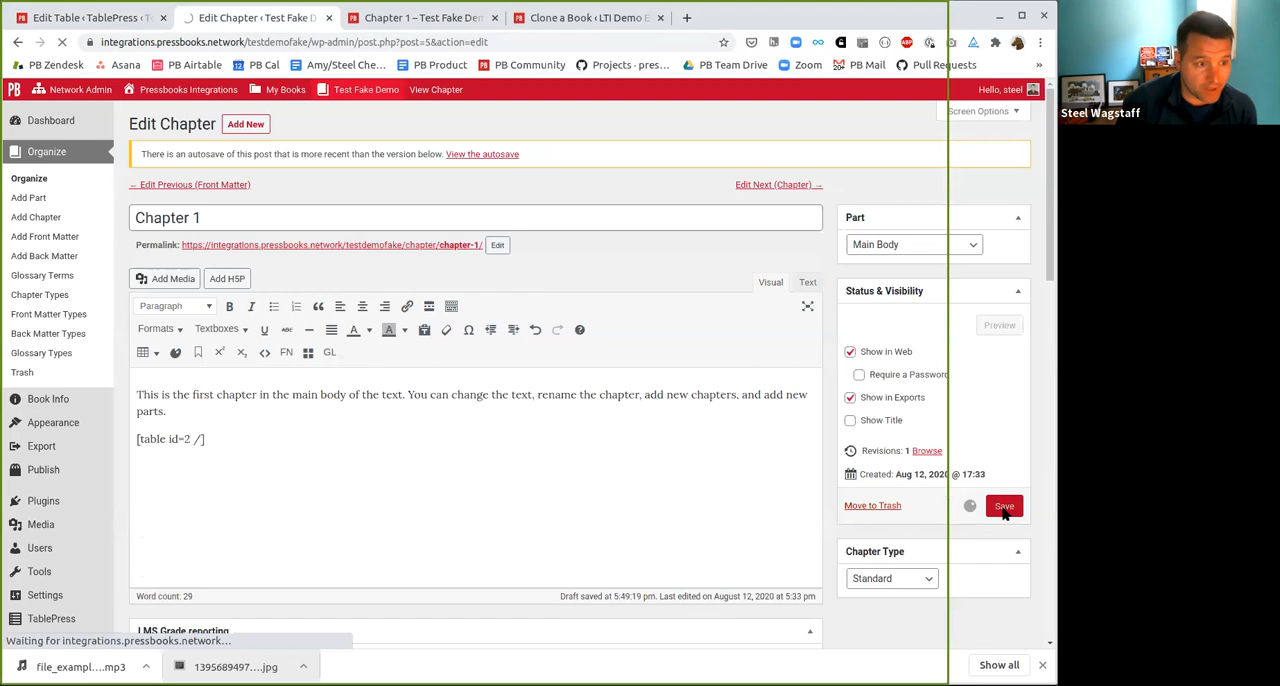 Edit Table ‹ TablePress ‹ T
Edit Chapter ‹ Test Fake D
Chapter 1 – Test Fake De
Clone a Book ‹ LTI Demo E
integrations.pressbooks.network/testdemofake/wp-admin/post.php?post=5&action=edit
PB Zendesk
Asana
PB Airtable
PB Cal
Amy/Steel Che...
PB Product
PB Community
Projects · pres...
PB Team Drive
Zoom
PB Mail
Pull Requests
»
PB Network Admin Pressbooks Integrations My Books Test Fake Demo View Chapter Hello, steel
Dashboard
Organize
Organize
Add Part
Add Chapter
Add Front Matter
Add Back Matter
Glossary Terms
Chapter Types
Front Matter Types
Back Matter Types
Glossary Types
Trash
Book Info
Appearance
Export
Publish
Plugins
Media
Users
Tools
Settings
TablePress
Edit Chapter Add New
Screen Options ▼
There is an autosave of this post that is more recent than the version below. View the autosave
← Edit Previous (Front Matter) Edit Next (Chapter) →
Chapter 1
Permalink: https://integrations.pressbooks.network/testdemofake/chapter/chapter-1/ Edit
Add Media Add H5P Visual Text
Paragraph
Formats Textboxes
FN GL
This is the first chapter in the main body of the text. You can change the text, rename the chapter, add new chapters, and add new
parts.
[table id=2 /]
Word count: 29 Draft saved at 5:49:19 pm. Last edited on August 12, 2020 at 5:33 pm
LMS Grade reporting
Part
Main Body
Status & Visibility
Preview
Show in Web
Require a Password
Show in Exports
Show Title
Revisions: 1 Browse
Created: Aug 12, 2020 @ 17:33
Move to Trash Save
Chapter Type
Standard
Waiting for integrations.pressbooks.network...
file_exampl....mp3
1395689497....jpg
Show all
Steel Wagstaff